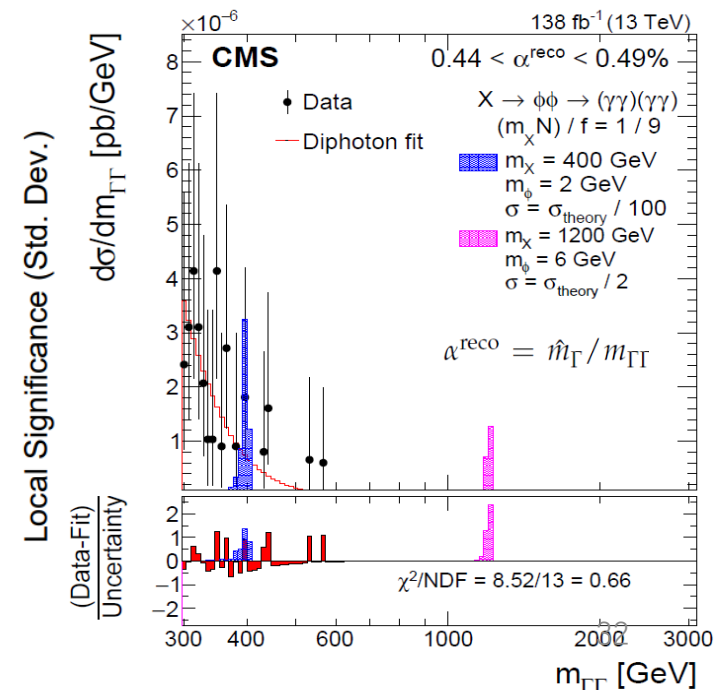 ×10⁻⁶
138 fb⁻¹ (13 TeV)
CMS
0.44 < α^reco < 0.49%
Data
Diphoton fit
X → ϕϕ → (γγ)(γγ)
(m_X N) / f = 1 / 9
m_X = 400 GeV
m_ϕ = 2 GeV
σ = σ_theory / 100
m_X = 1200 GeV
m_ϕ = 6 GeV
σ = σ_theory / 2
α^reco = m̂_Γ/m_ΓΓ
Local Significance (Std. Dev.)
dσ/dm_ΓΓ [pb/GeV]
8
7
6
5
4
3
2
1
(Data-Fit)
Uncertainty
2
1
0
−1
−2
χ²/NDF = 8.52/13 = 0.66
300 400 600 1000 2000 3000
32
m_ΓΓ [GeV]